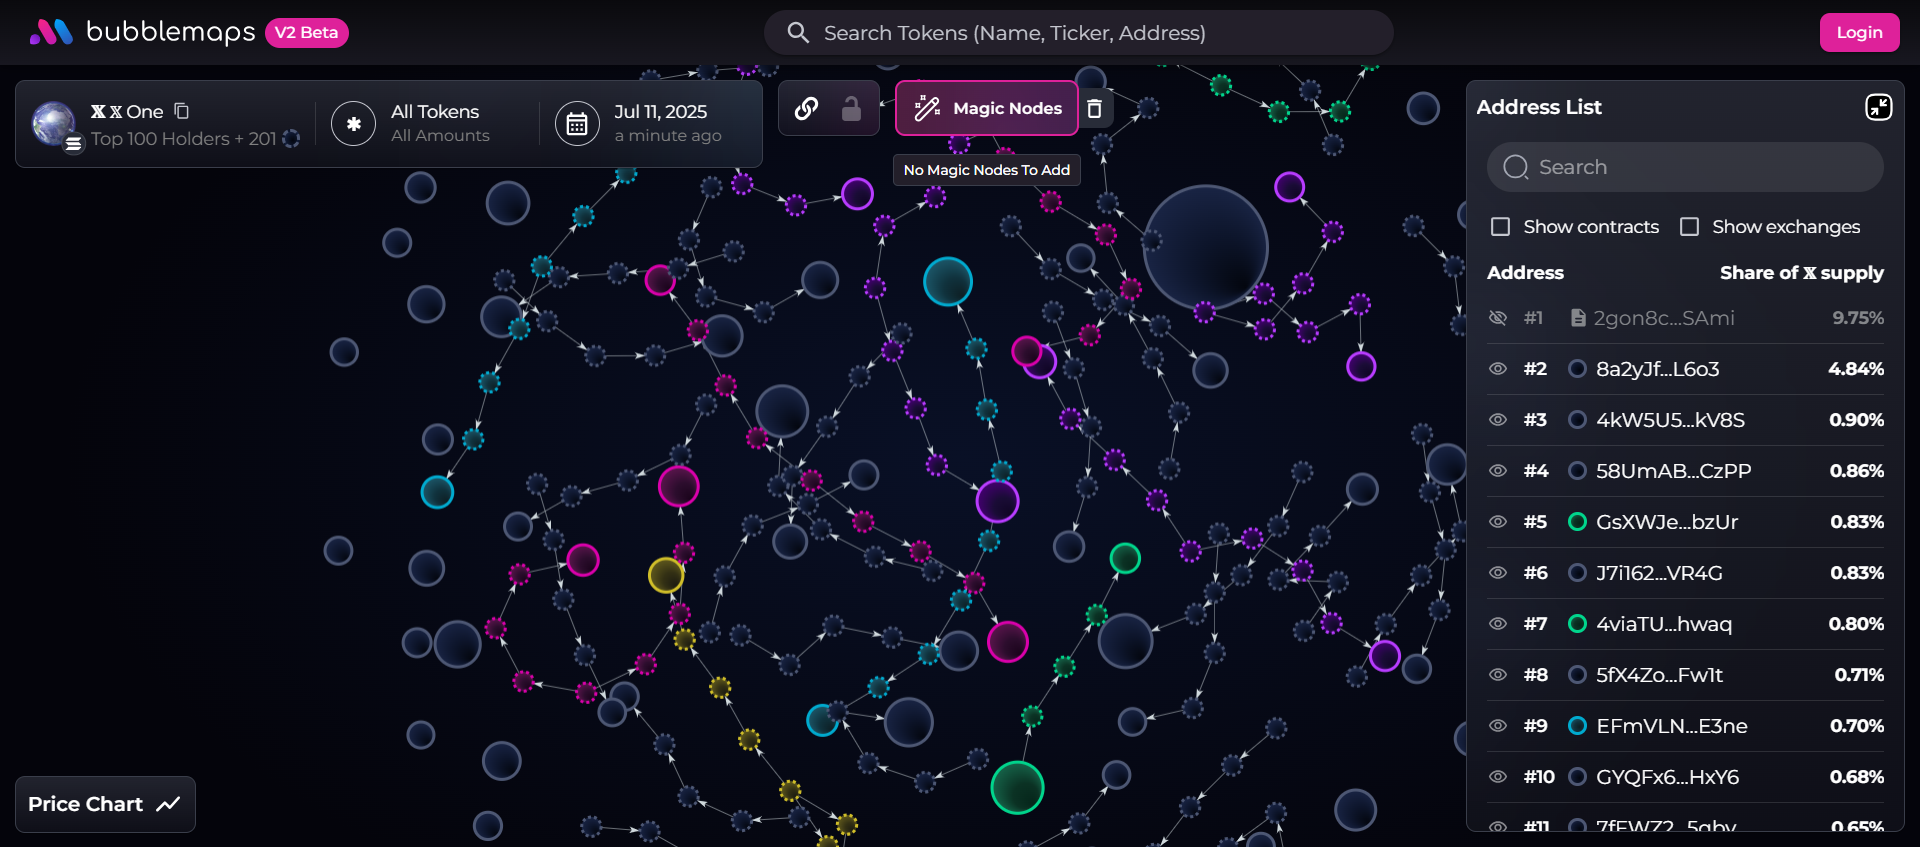 bubblemaps V2 Beta
Search Tokens (Name, Ticker, Address)
Login
𝕏 𝕏 One
Top 100 Holders + 201
All Tokens
All Amounts
Jul 11, 2025
a minute ago
Magic Nodes
No Magic Nodes To Add
Address List
Search
Show contracts Show exchanges
Address Share of 𝕏 supply
#1 2gon8c...SAmi 9.75%
#2 8a2yJf...L6o3 4.84%
#3 4kW5U5...kV8S 0.90%
#4 58UmAB...CzPP 0.86%
#5 GsXWJe...bzUr 0.83%
#6 J7i162...VR4G 0.83%
#7 4viaTU...hwaq 0.80%
#8 5fX4Zo...Fw1t 0.71%
#9 EFmVLN...E3ne 0.70%
#10 GYQFx6...HxY6 0.68%
#11 0.65%
Price Chart